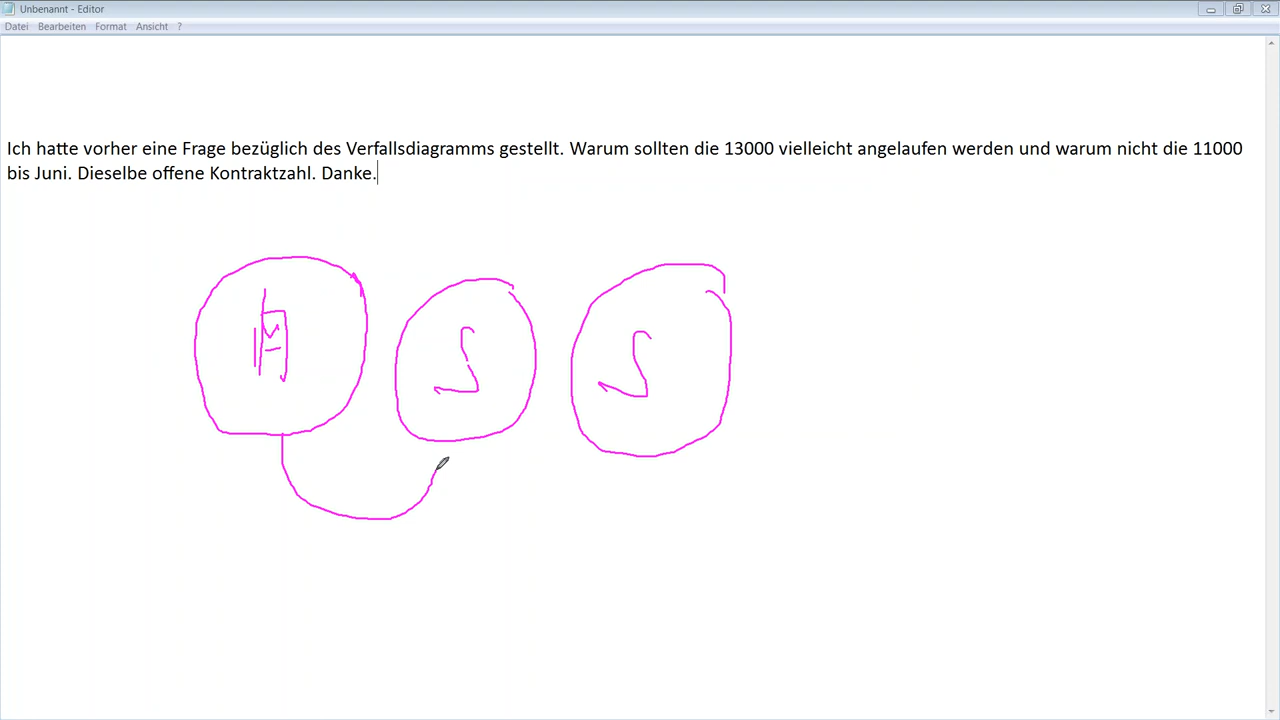 Unbenannt - Editor
Datei Bearbeiten Format Ansicht ?
Ich hatte vorher eine Frage bezüglich des Verfallsdiagramms gestellt. Warum sollten die 13000 vielleicht angelaufen werden und warum nicht die 11000
bis Juni. Dieselbe offene Kontraktzahl. Danke.
S S